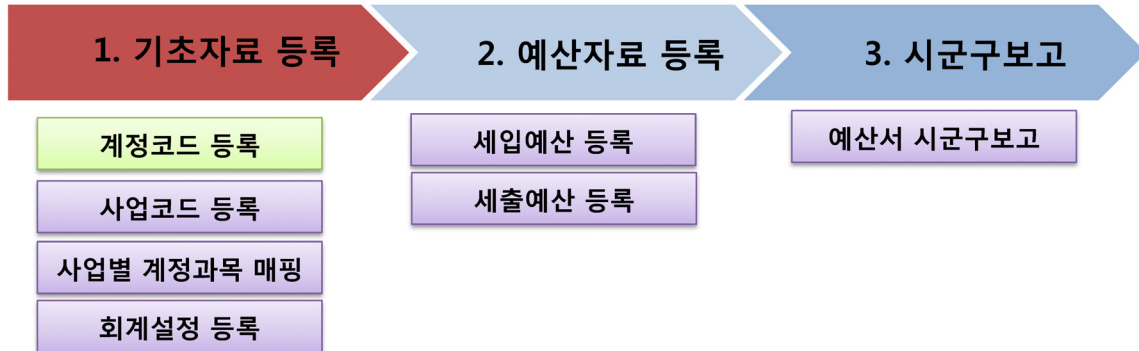 1. 기초자료 등록
2. 예산자료 등록
3. 시군구보고
계정코드 등록
사업코드 등록
사업별 계정과목 매핑
회계설정 등록
세입예산 등록
세출예산 등록
예산서 시군구보고